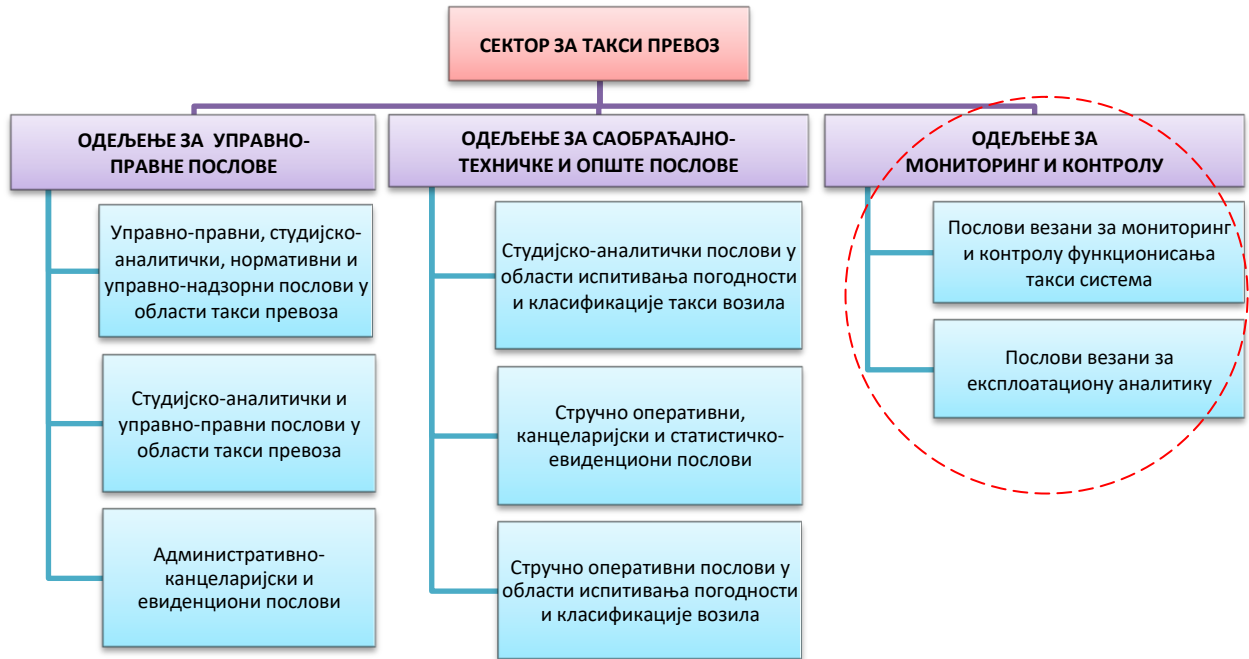 СЕКТОР ЗА ТАКСИ ПРЕВОЗ
ОДЕЉЕЊЕ ЗА УПРАВНО-
ПРАВНЕ ПОСЛОВЕ
Управно-правни, студијско-
аналитички, нормативни и
управно-надзорни послови у
области такси превоза
Студијско-аналитички и
управно-правни послови у
области такси превоза
Административно-
канцеларијски и
евиденциони послови
ОДЕЉЕЊЕ ЗА САОБРАЋАЈНО-
ТЕХНИЧКЕ И ОПШТЕ ПОСЛОВЕ
Студијско-аналитички послови у
области испитивања погодности
и класификације такси возила
Стручно оперативни,
канцеларијски и статистичко-
евиденциони послови
Стручно оперативни послови у
области испитивања погодности
и класификације возила
ОДЕЉЕЊЕ ЗА
МОНИТОРИНГ И КОНТРОЛУ
Послови везани за мониторинг
и контролу функционисања
такси система
Послови везани за
експлоатациону аналитику